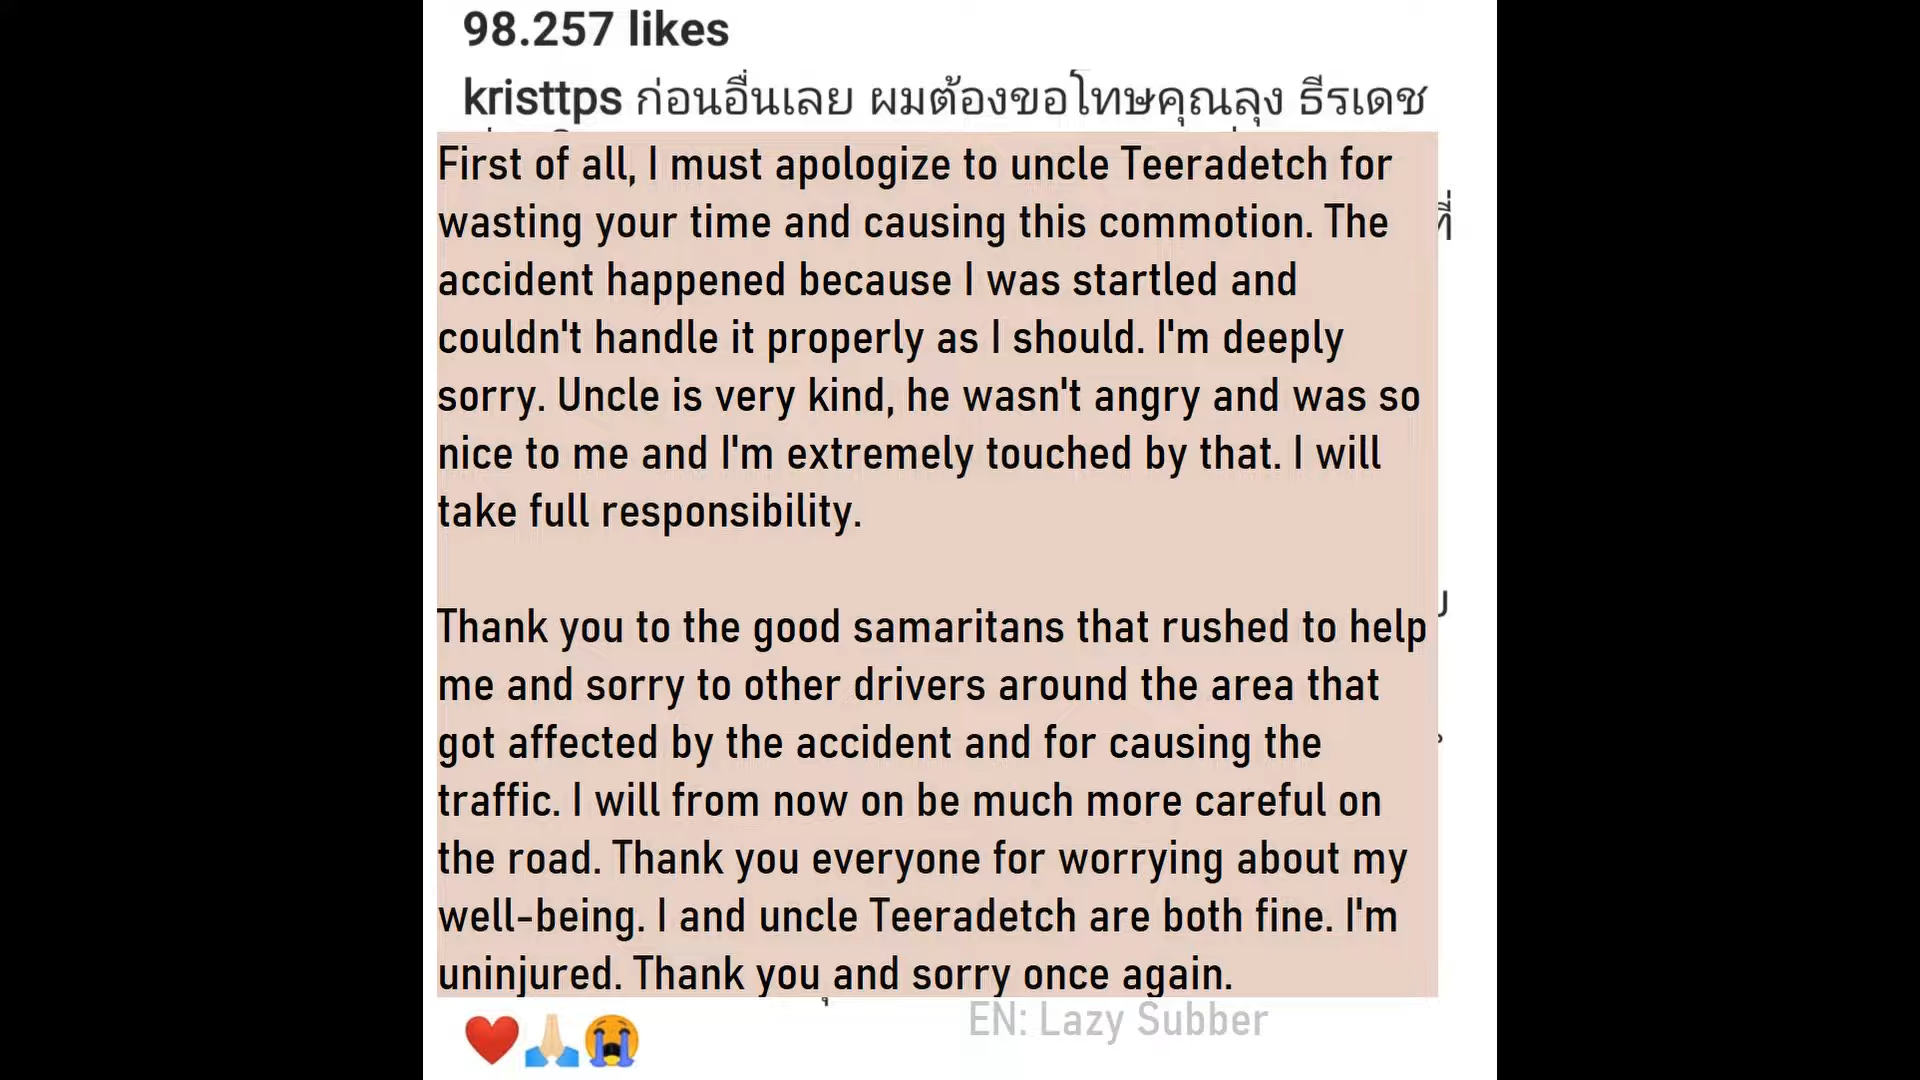 98.257 likes
kristtps ก่อนอื่นเลย ผมต้องขอโทษคุณลุง ธีรเดช
First of all, I must apologize to uncle Teeradetch for
wasting your time and causing this commotion. The
accident happened because I was startled and
couldn't handle it properly as I should. I'm deeply
sorry. Uncle is very kind, he wasn't angry and was so
nice to me and I'm extremely touched by that. I will
take full responsibility.
Thank you to the good samaritans that rushed to help
me and sorry to other drivers around the area that
got affected by the accident and for causing the
traffic. I will from now on be much more careful on
the road. Thank you everyone for worrying about my
well-being. I and uncle Teeradetch are both fine. I'm
uninjured. Thank you and sorry once again.
EN: Lazy Subber
❤️🙏🏻😭